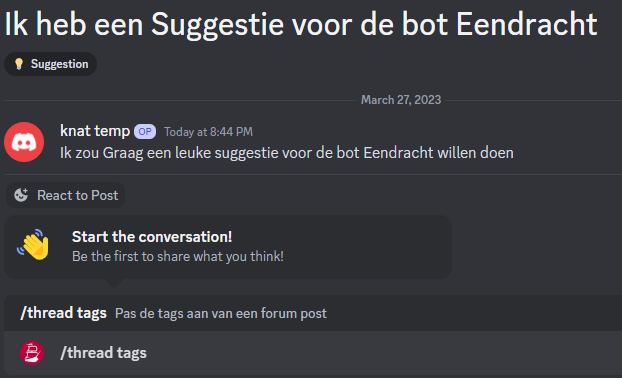 Ik heb een Suggestie voor de bot Eendracht
Suggestion
March 27, 2023
knat temp OP Today at 8:44 PM
Ik zou Graag een leuke suggestie voor de bot Eendracht willen doen
React to Post
Start the conversation!
Be the first to share what you think!
/thread tags Pas de tags aan van een forum post
/thread tags